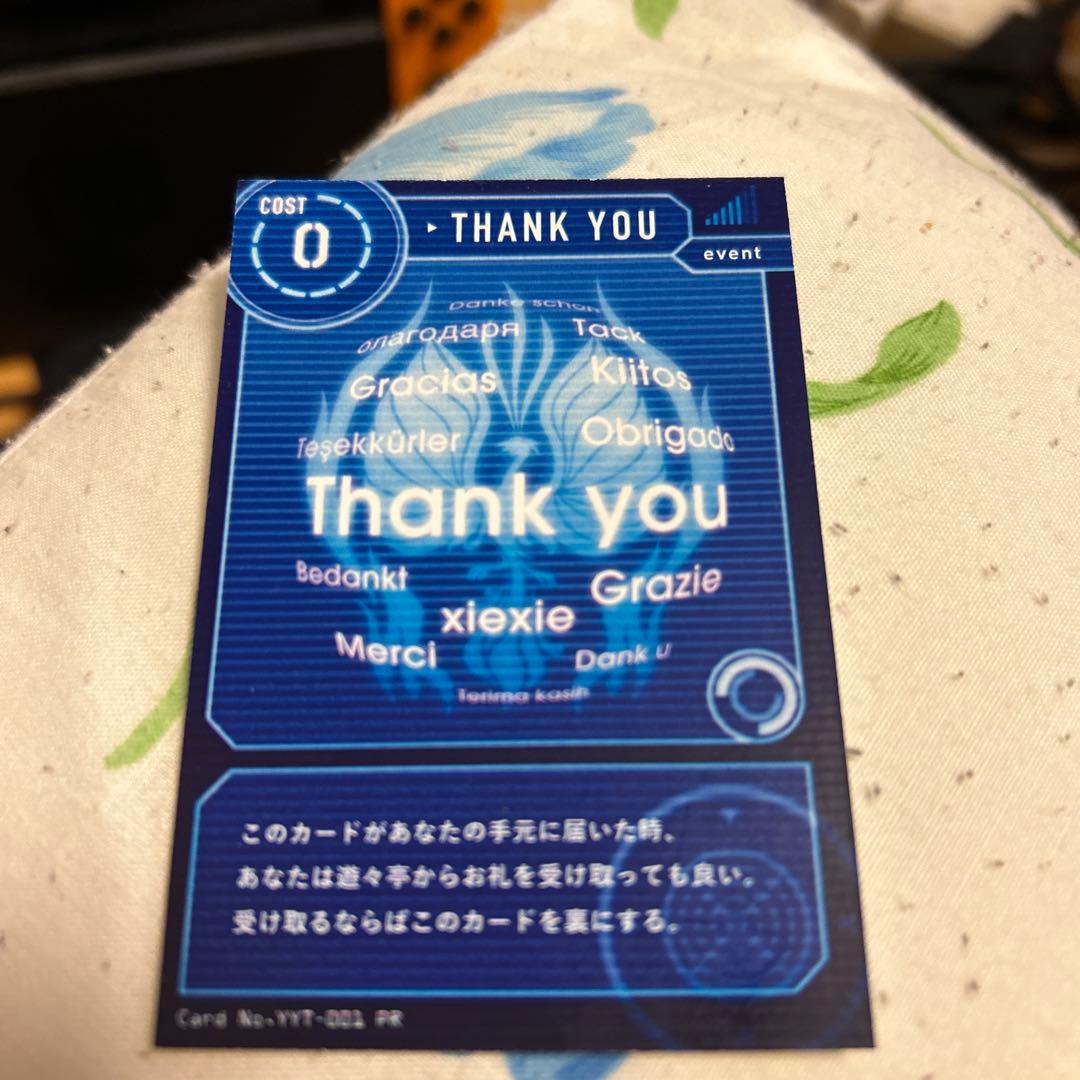 COST
0
THANK YOU
event
Danke schon
благодаря
Tack
Gracias
Kiitos
Teşekkürler
Obrigado
Thank you
Bedankt
Grazie
xiexie
Merci
Dank u
Terima kasih
このカードがあなたの手元に届いた時、
あなたは遊々亭からお礼を受け取っても良い。
受け取るならばこのカードを裏にする。
Card No.YYT-001 PR